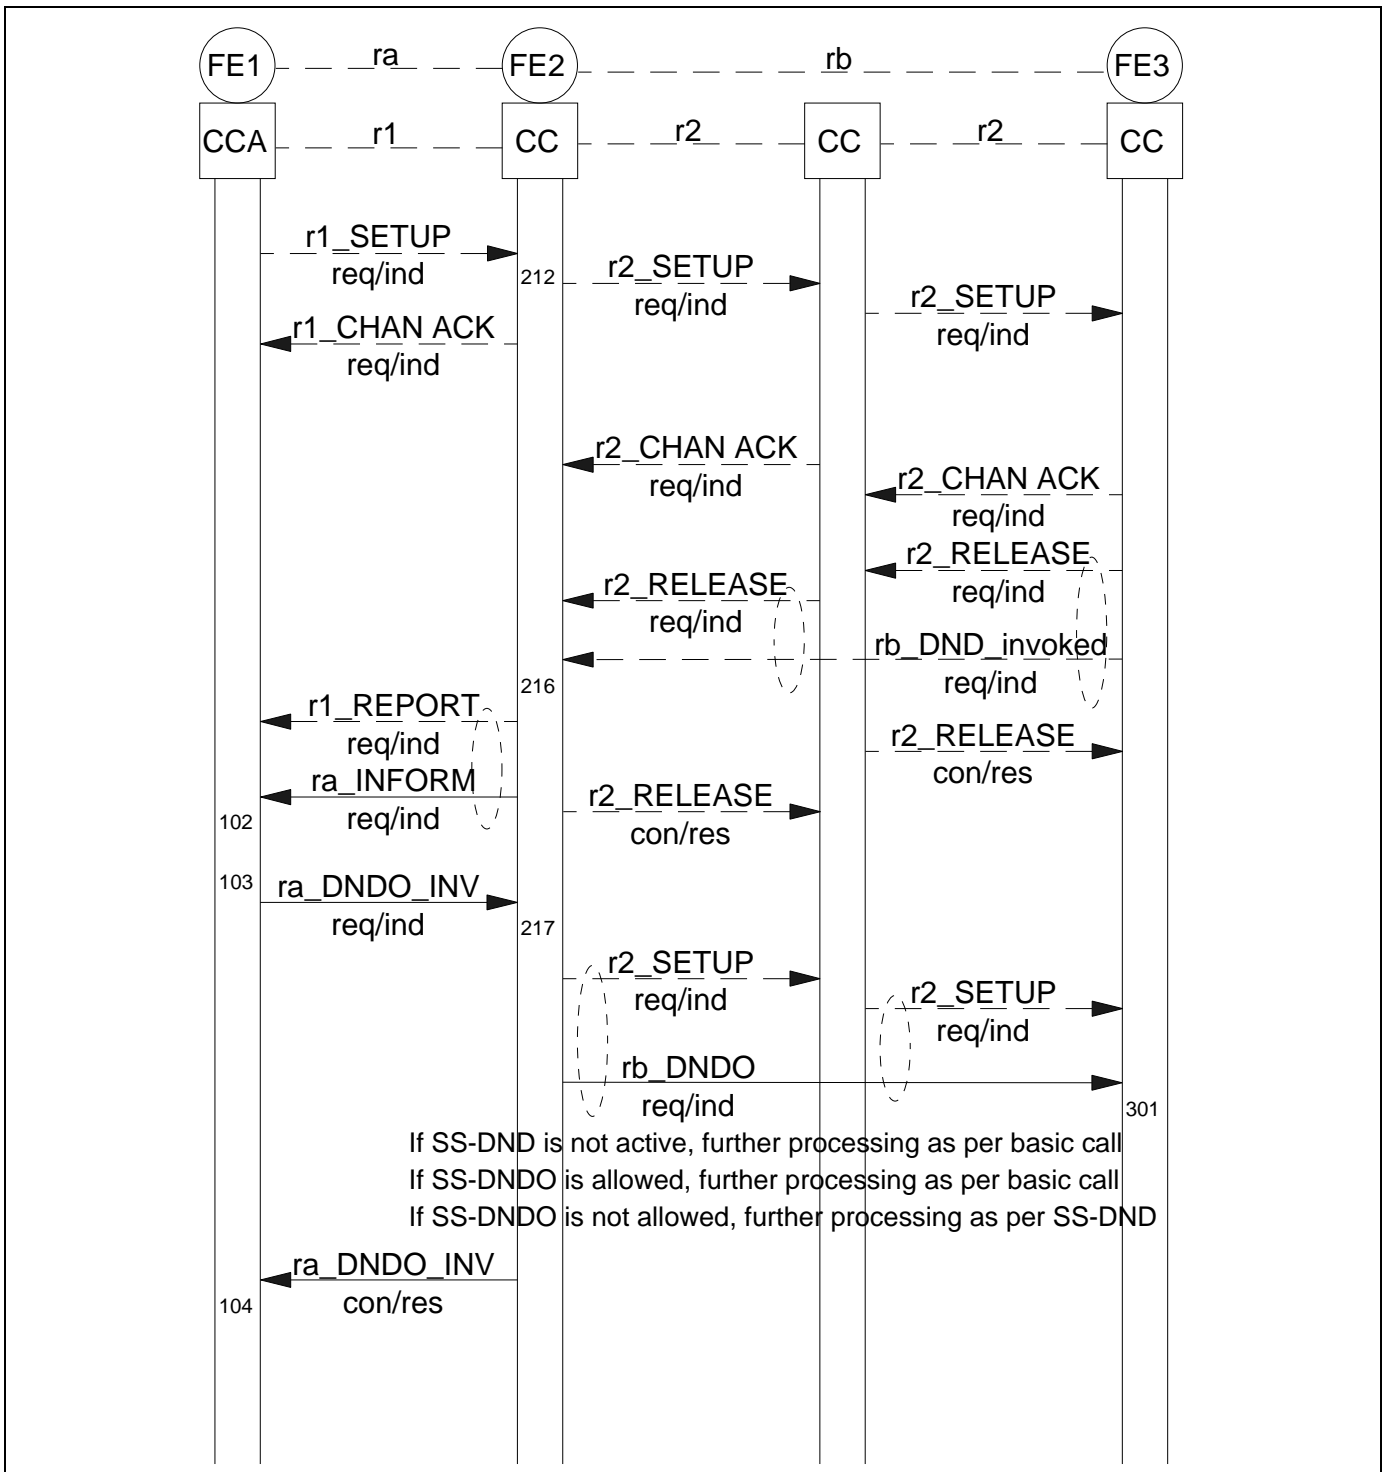 FE1 ra FE2 rb FE3
CCA r1 CC r2 CC r2 CC
r1_SETUP
req/ind
212
r2_SETUP
req/ind
r2_SETUP
req/ind
r1_CHAN ACK
req/ind
r2_CHAN ACK
req/ind
r2_CHAN ACK
req/ind
r2_RELEASE
req/ind
r2_RELEASE
req/ind
rb_DND_invoked
req/ind
216
r1_REPORT
req/ind
r2_RELEASE
con/res
ra_INFORM
req/ind
102
r2_RELEASE
con/res
103
ra_DNDO_INV
req/ind
217
r2_SETUP
req/ind
r2_SETUP
req/ind
rb_DNDO
req/ind
301
If SS-DND is not active, further processing as per basic call
If SS-DNDO is allowed, further processing as per basic call
If SS-DNDO is not allowed, further processing as per SS-DND
ra_DNDO_INV
con/res
104